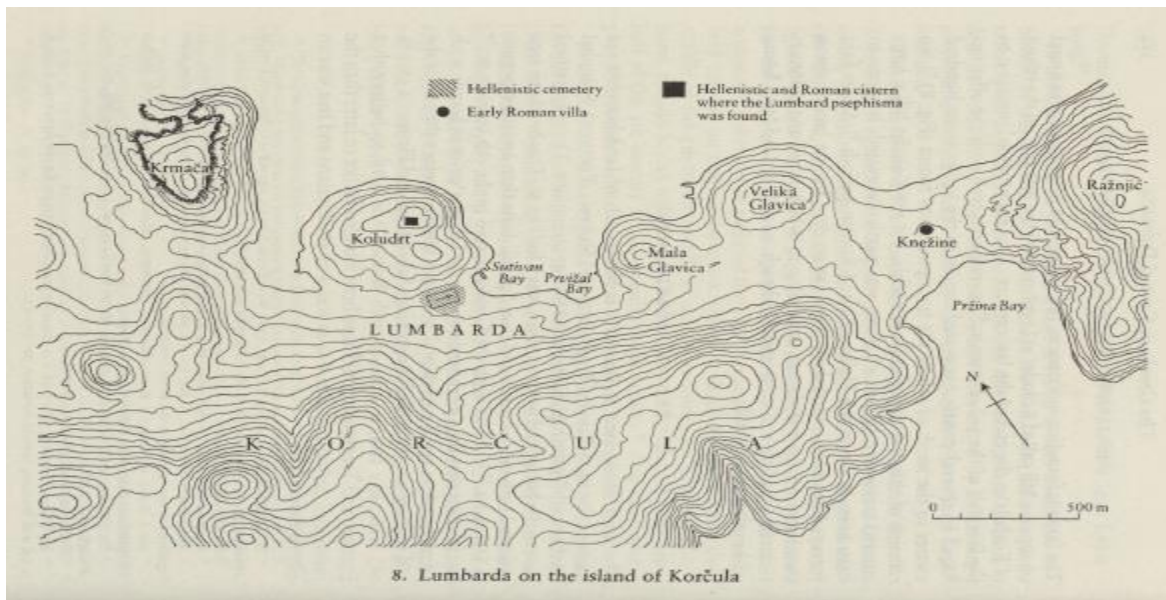 Hellenistic cemetery
Early Roman villa
Hellenistic and Roman cistern
where the Lumbard psephisma
was found
Krmača
Koludrt
Sutivan
Bay
Prvižal
Bay
Mala
Glavica
Velika
Glavica
Knežine
Ražnjić
Pržina Bay
LUMBARDA
KORČULA
N
0 500 m
8. Lumbarda on the island of Korčula